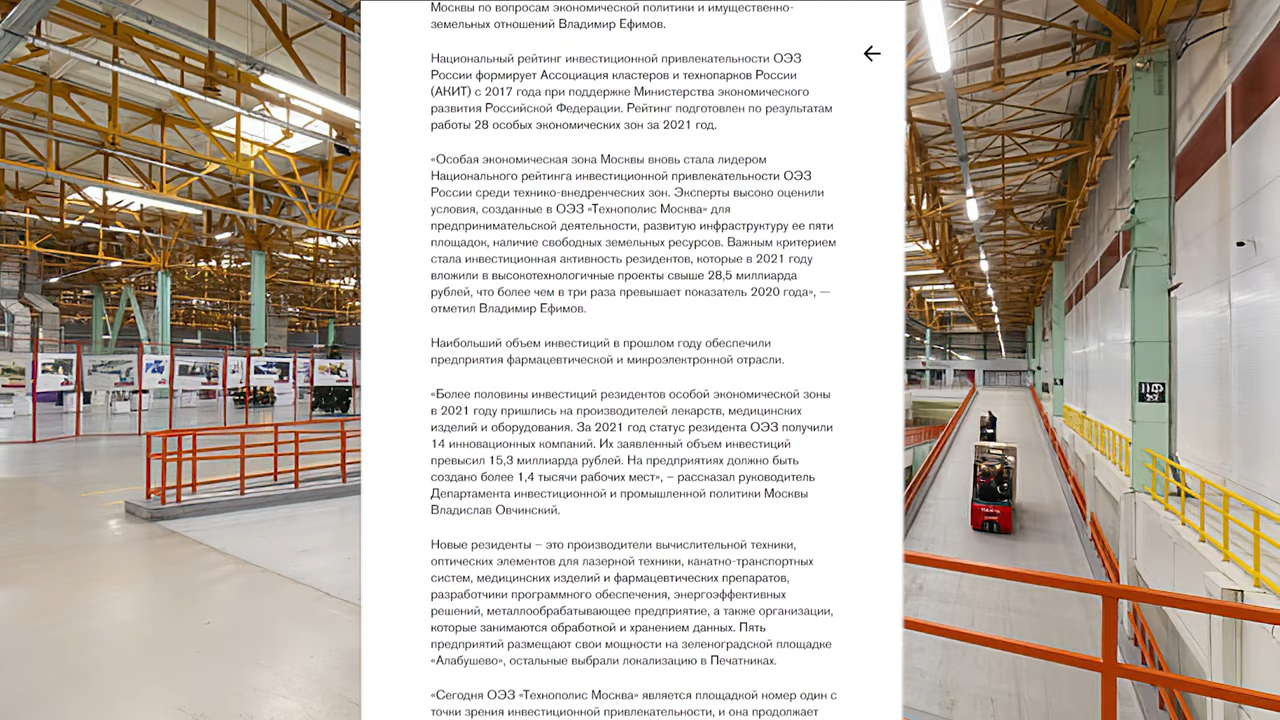 Москвы по вопросам экономической политики и имущественно-
земельных отношений Владимир Ефимов.
Национальный рейтинг инвестиционной привлекательности ОЭЗ
России формирует Ассоциация кластеров и технопарков России
(АКИТ) с 2017 года при поддержке Министерства экономического
развития Российской Федерации. Рейтинг подготовлен по результатам
работы 28 особых экономических зон за 2021 год.
«Особая экономическая зона Москвы вновь стала лидером
Национального рейтинга инвестиционной привлекательности ОЭЗ
России среди технико-внедренческих зон. Эксперты высоко оценили
условия, созданные в ОЭЗ «Технополис Москва» для
предпринимательской деятельности, развитую инфраструктуру ее пяти
площадок, наличие свободных земельных ресурсов. Важным критерием
стала инвестиционная активность резидентов, которые в 2021 году
вложили в высокотехнологичные проекты свыше 28,5 миллиарда
рублей, что более чем в три раза превышает показатель 2020 года», —
отметил Владимир Ефимов.
Наибольший объем инвестиций в прошлом году обеспечили
предприятия фармацевтической и микроэлектронной отрасли.
«Более половины инвестиций резидентов особой экономической зоны
в 2021 году пришлись на производителей лекарств, медицинских
изделий и оборудования. За 2021 год статус резидента ОЭЗ получили
14 инновационных компаний. Их заявленный объем инвестиций
превысил 15,3 миллиарда рублей. На предприятиях должно быть
создано более 1,4 тысячи рабочих мест», – рассказал руководитель
Департамента инвестиционной и промышленной политики Москвы
Владислав Овчинский.
Новые резиденты – это производители вычислительной техники,
оптических элементов для лазерной техники, канатно-транспортных
систем, медицинских изделий и фармацевтических препаратов,
разработчики программного обеспечения, энергоэффективных
решений, металлообрабатывающее предприятие, а также организации,
которые занимаются обработкой и хранением данных. Пять
предприятий размещают свои мощности на зеленоградской площадке
«Алабушево», остальные выбрали локализацию в Печатниках.
«Сегодня ОЭЗ «Технополис Москва» является площадкой номер один с
точки зрения инвестиционной привлекательности, и она продолжает